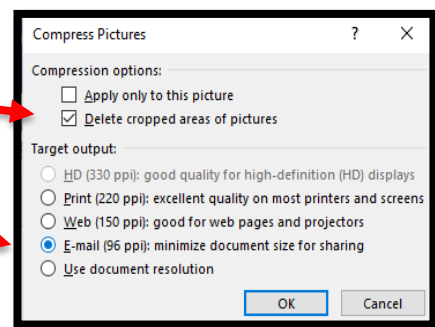 Compress Pictures ? ×
Compression options:
Apply only to this picture
Delete cropped areas of pictures
Target output:
HD (330 ppi): good quality for high-definition (HD) displays
Print (220 ppi): excellent quality on most printers and screens
Web (150 ppi): good for web pages and projectors
E-mail (96 ppi): minimize document size for sharing
Use document resolution
OK Cancel